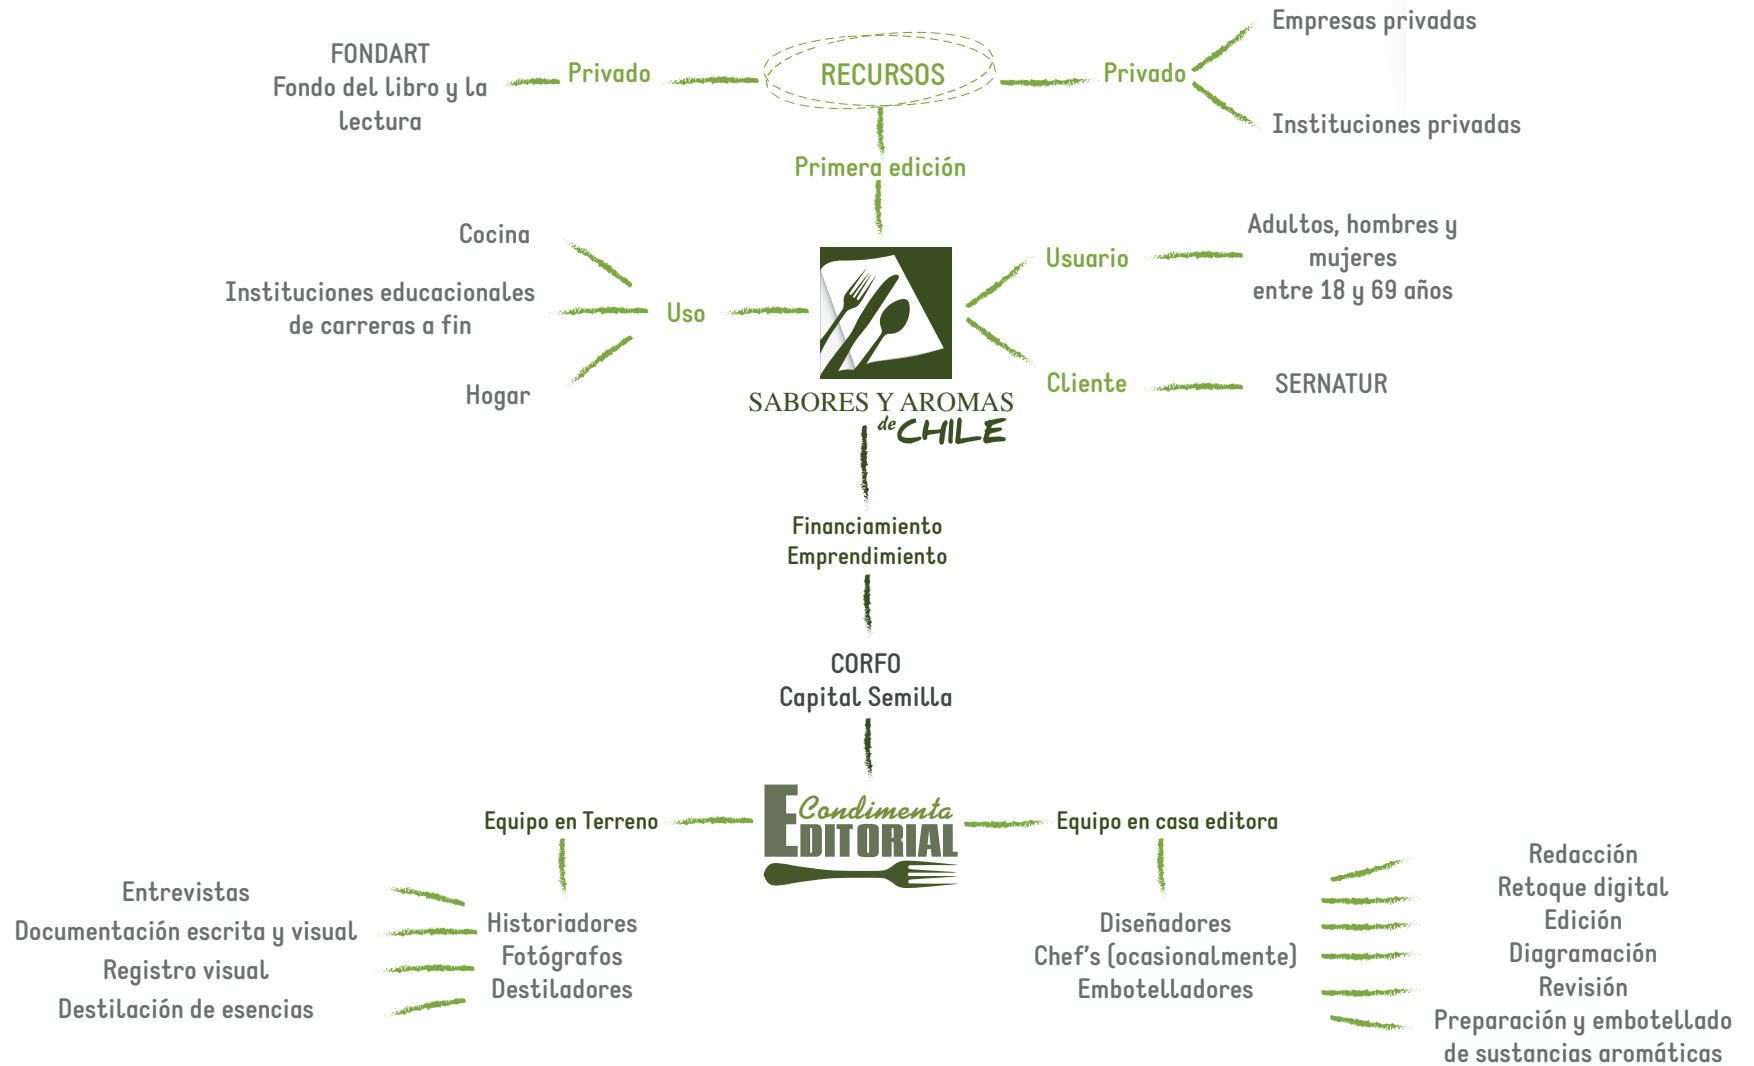 Empresas privadas
FONDART
Fondo del libro y la
lectura
Privado
RECURSOS
Privado
Instituciones privadas
Primera edición
Cocina
Instituciones educacionales
de carreras a fin
Hogar
Uso
Usuario
Adultos, hombres y
mujeres
entre 18 y 69 años
Cliente
SERNATUR
SABORES Y AROMAS
de CHILE
Financiamiento
Emprendimiento
CORFO
Capital Semilla
Condimenta
EDITORIAL
Equipo en Terreno
Equipo en casa editora
Entrevistas
Documentación escrita y visual
Registro visual
Destilación de esencias
Historiadores
Fotógrafos
Destiladores
Diseñadores
Chef's (ocasionalmente)
Embotelladores
Redacción
Retoque digital
Edición
Diagramación
Revisión
Preparación y embotellado
de sustancias aromáticas